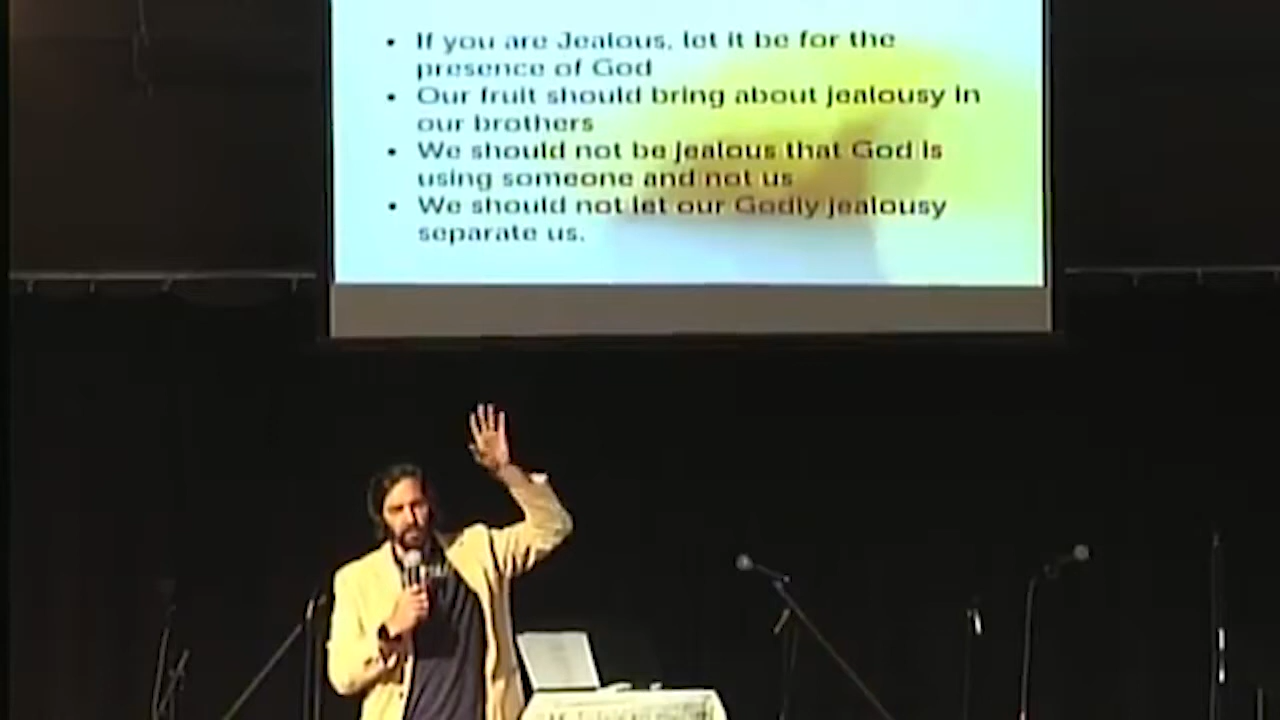 • If you are Jealous, let it be for the
presence of God
• Our fruit should bring about jealousy in
our brothers
• We should not be jealous that God is
using someone and not us
• We should not let our Godly jealousy
separate us.